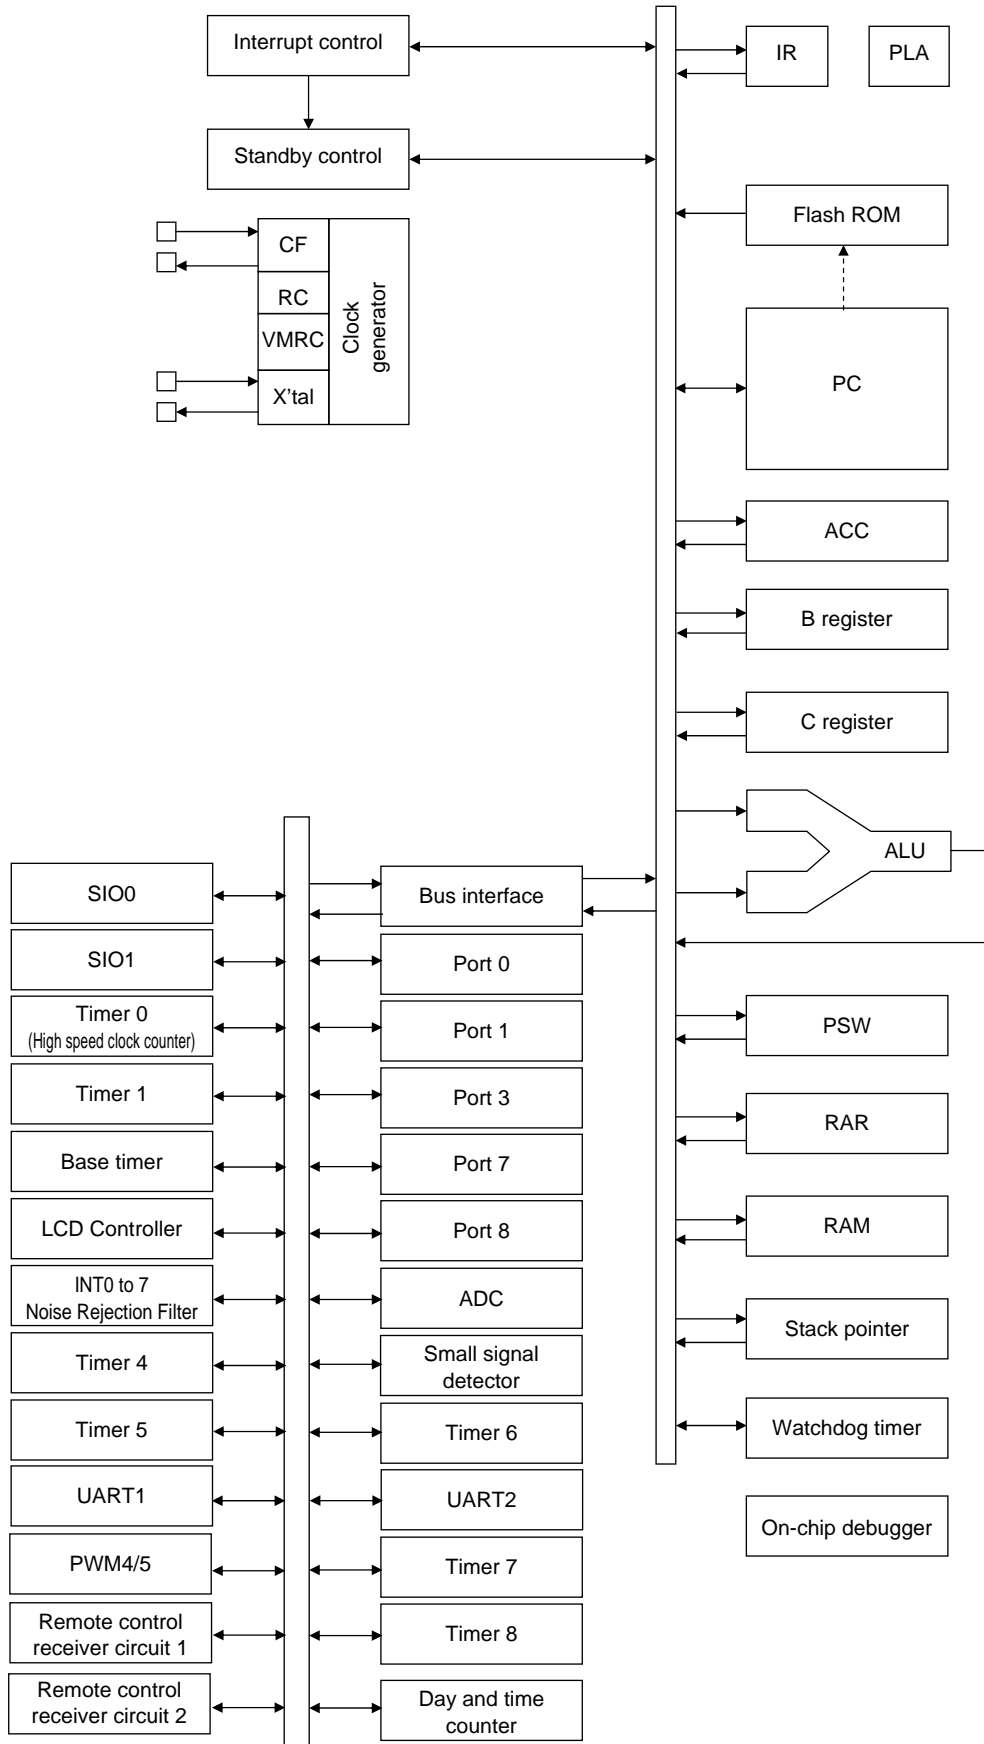 Interrupt control
IR
PLA
Standby control
Flash ROM
CF
RC
VMRC
X'tal
Clock
generator
PC
ACC
B register
C register
ALU
SIO0
Bus interface
SIO1
Port 0
Timer 0
(High speed clock counter)
Port 1
PSW
Timer 1
Port 3
RAR
Base timer
Port 7
LCD Controller
Port 8
RAM
INT0 to 7
Noise Rejection Filter
ADC
Stack pointer
Timer 4
Small signal
detector
Timer 5
Timer 6
Watchdog timer
UART1
UART2
On-chip debugger
PWM4/5
Timer 7
Remote control
receiver circuit 1
Timer 8
Remote control
receiver circuit 2
Day and time
counter